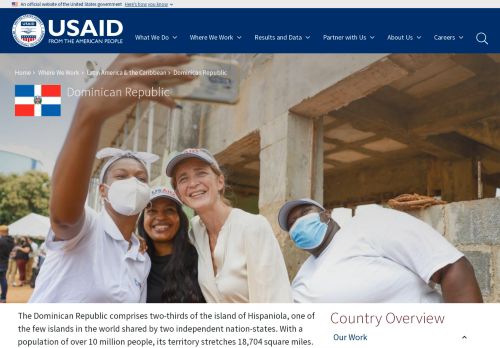 An official website of the United States government Here's how you know
USAID
FROM THE AMERICAN PEOPLE
What We Do
Where We Work
Results and Data
Partner with Us
About Us
Careers
Home › Where We Work › Latin America & the Caribbean › Dominican Republic
Dominican Republic
The Dominican Republic comprises two-thirds of the island of Hispaniola, one of
the few islands in the world shared by two independent nation-states. With a
population of over 10 million people, its territory stretches 18,704 square miles.
Country Overview
Our Work